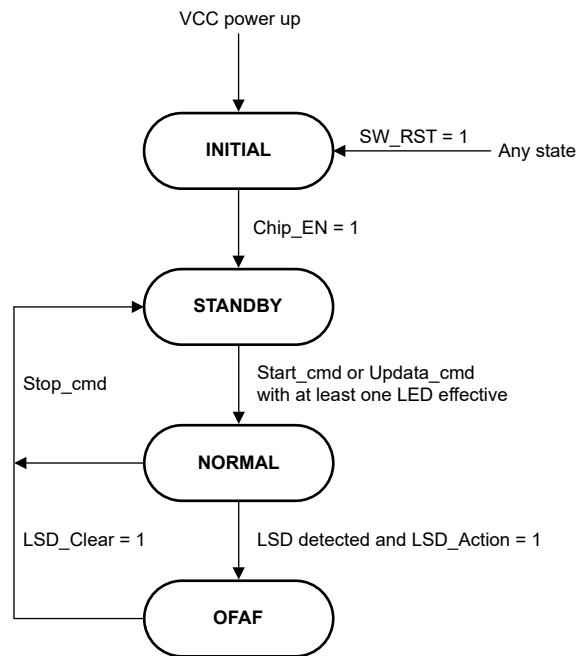 VCC power up
INITIAL
SW_RST = 1
Any state
Chip_EN = 1
STANDBY
Stop_cmd
Start_cmd or Updata_cmd
with at least one LED effective
NORMAL
LSD_Clear = 1
LSD detected and LSD_Action = 1
OFAF